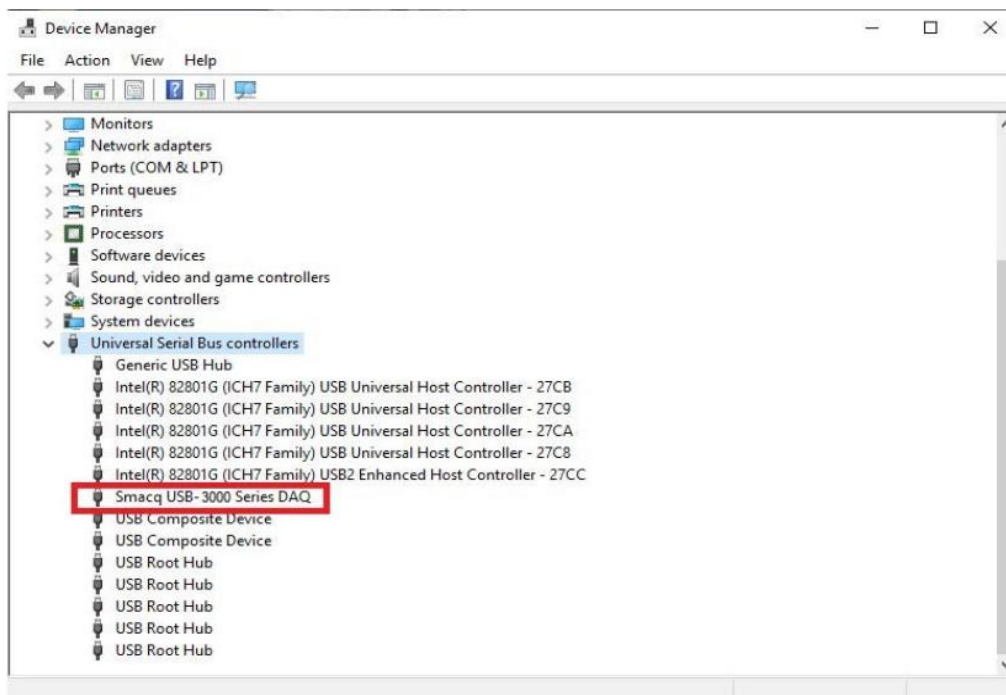 Device Manager
File Action View Help
Monitors
Network adapters
Ports (COM & LPT)
Print queues
Printers
Processors
Software devices
Sound, video and game controllers
Storage controllers
System devices
Universal Serial Bus controllers
Generic USB Hub
Intel(R) 82801G (ICH7 Family) USB Universal Host Controller - 27CB
Intel(R) 82801G (ICH7 Family) USB Universal Host Controller - 27C9
Intel(R) 82801G (ICH7 Family) USB Universal Host Controller - 27CA
Intel(R) 82801G (ICH7 Family) USB Universal Host Controller - 27C8
Intel(R) 82801G (ICH7 Family) USB2 Enhanced Host Controller - 27CC
Smacq USB-3000 Series DAQ
USB Composite Device
USB Composite Device
USB Root Hub
USB Root Hub
USB Root Hub
USB Root Hub
USB Root Hub